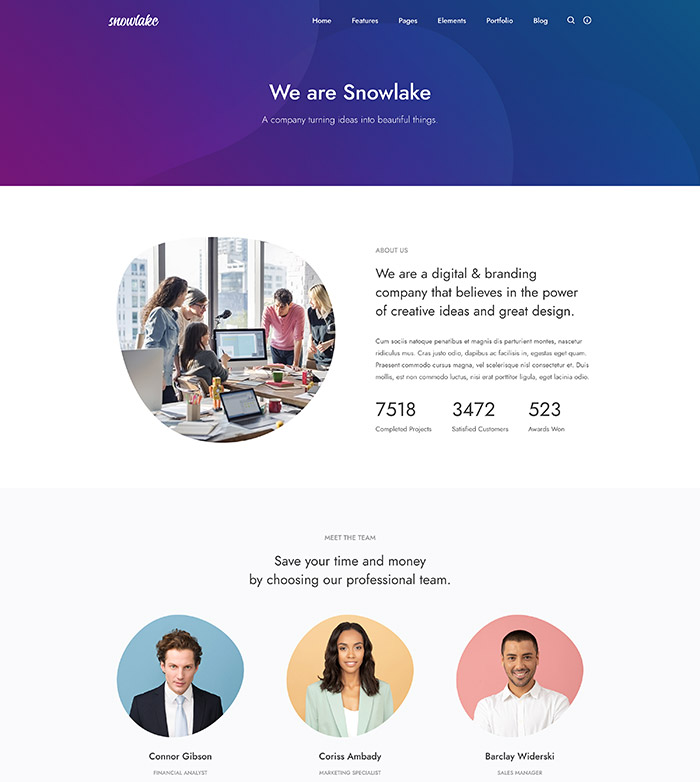 snowlake
Home Features Pages Elements Portfolio Blog
We are Snowlake
A company turning ideas into beautiful things.
ABOUT US
We are a digital & branding
company that believes in the power
of creative ideas and great design.
Cum sociis natoque penatibus et magnis dis parturient montes, nascetur
ridiculus mus. Cras justo odio, dapibus ac facilisis in, egestas eget quam.
Praesent commodo cursus magna, vel scelerisque nisl consectetur et. Duis
mollis, est non commodo luctus, nisi erat porttitor ligula, eget lacinia odio.
7518 3472 523
Completed Projects Satisfied Customers Awards Won
MEET THE TEAM
Save your time and money
by choosing our professional team.
Connor Gibson Coriss Ambady Barclay Widerski
FINANCIAL ANALYST MARKETING SPECIALIST SALES MANAGER